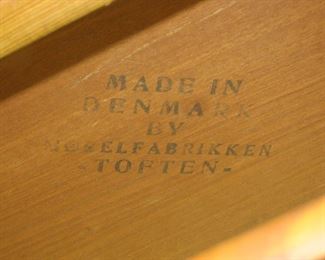 MADE IN
DENMARK
BY
MØBELFABRIKKEN
-TOFTEN-